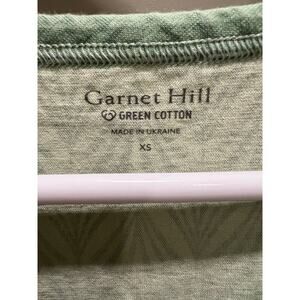 Garnet Hill
GREEN COTTON
MADE IN UKRAINE
XS